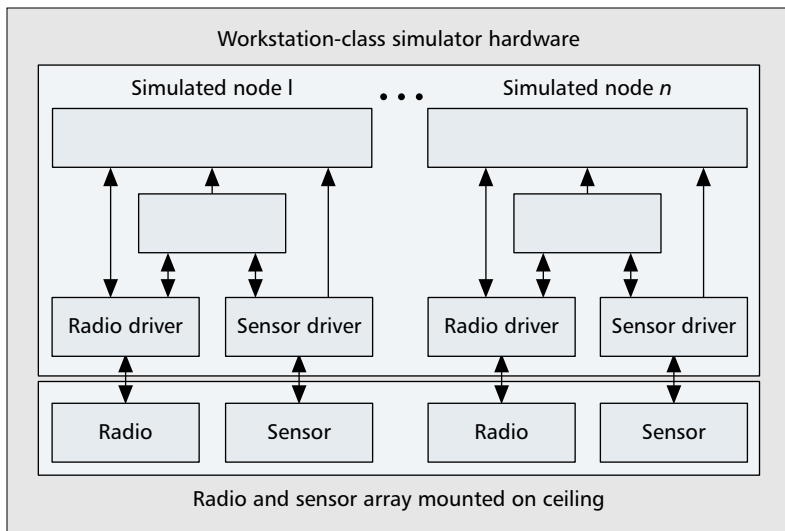 Workstation-class simulator hardware
Simulated node l
• • •
Simulated node n
Radio driver
Sensor driver
Radio driver
Sensor driver
Radio
Sensor
Radio
Sensor
Radio and sensor array mounted on ceiling